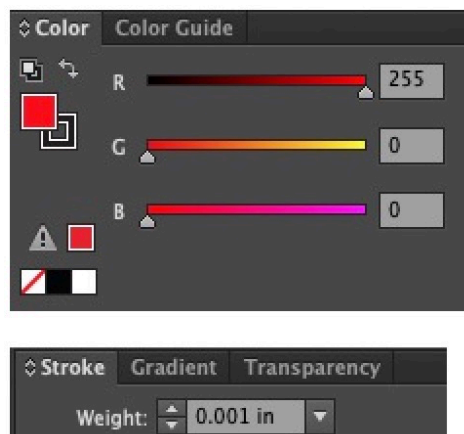 Color Color Guide
R 255
G 0
B 0
Stroke Gradient Transparency
Weight: 0.001 in